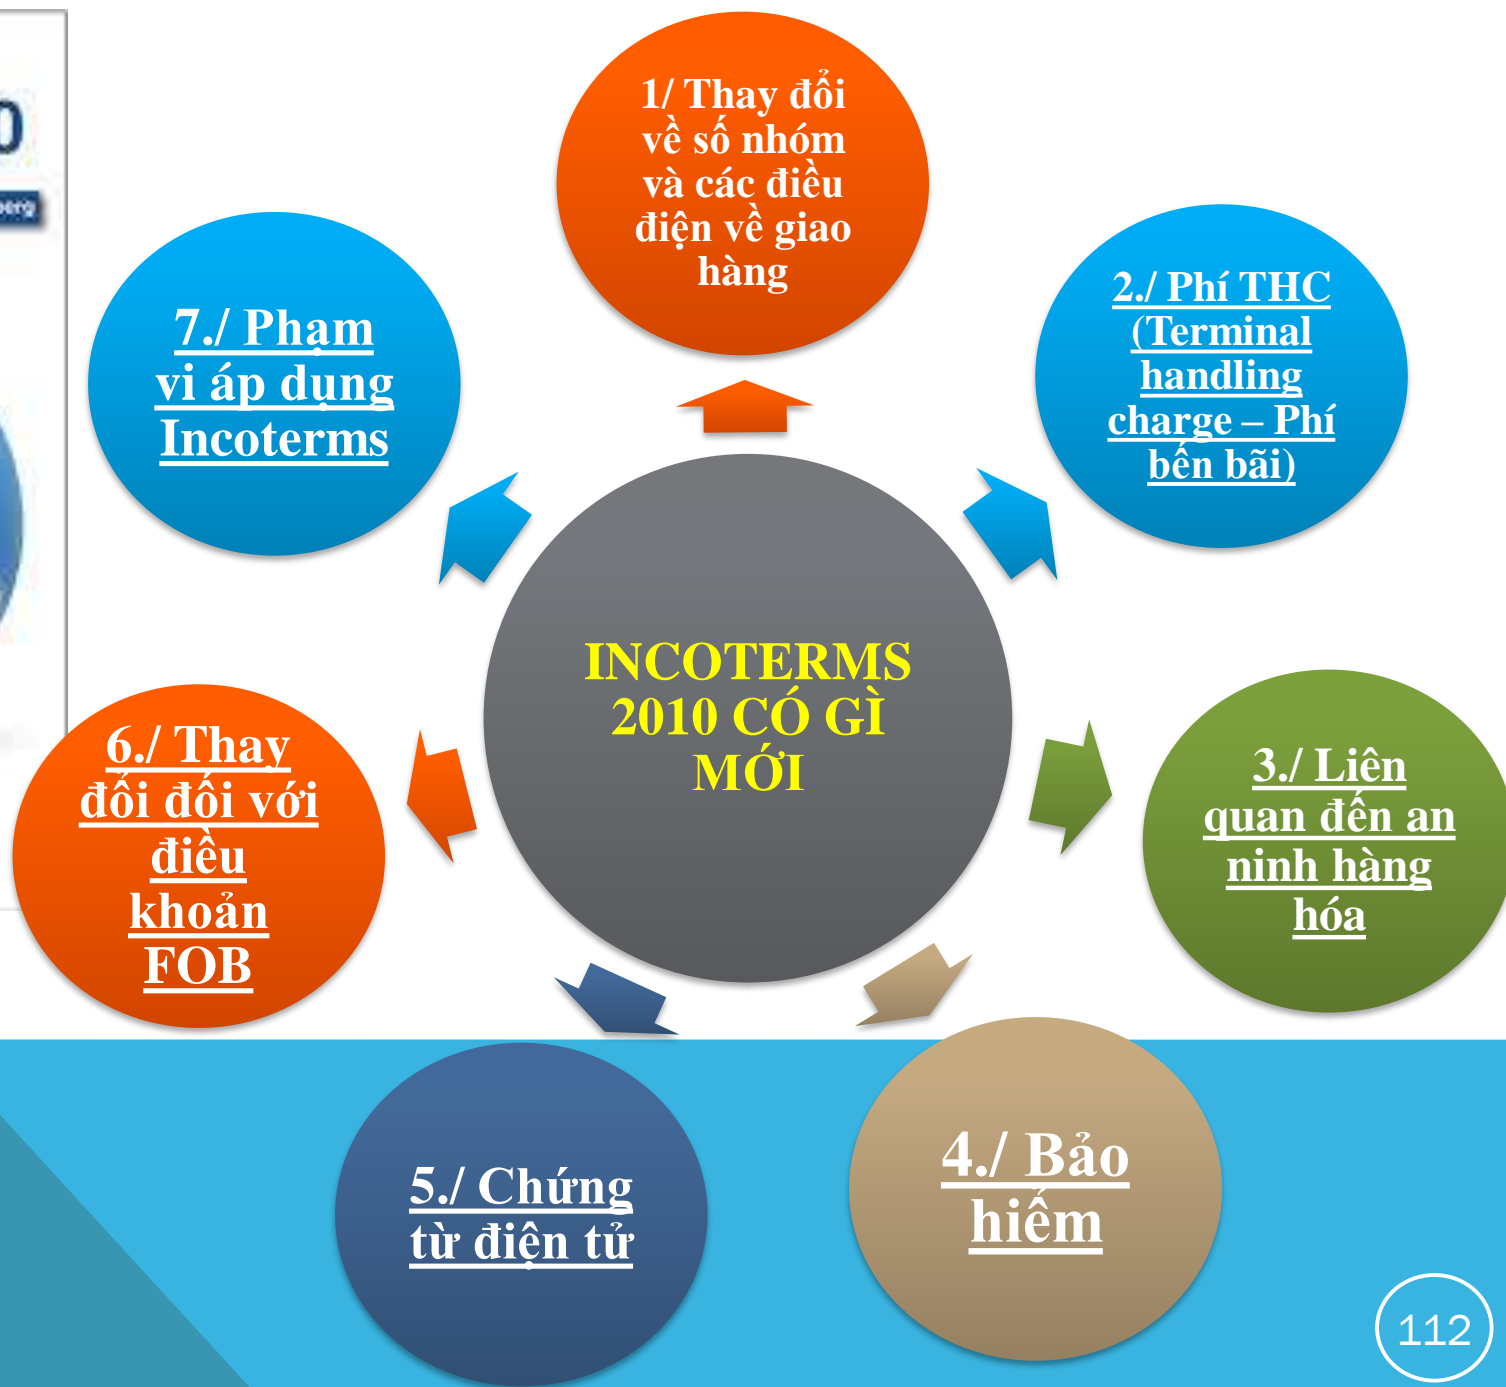 1/ Thay đổi
về số nhóm
và các điều
điện về giao
hàng
2./ Phí THC
(Terminal
handling
charge – Phí
bến bãi)
3./ Liên
quan đến an
ninh hàng
hóa
4./ Bảo
hiểm
5./ Chứng
từ điện tử
6./ Thay
đổi đối với
điều
khoản
FOB
7./ Phạm
vi áp dụng
Incoterms
INCOTERMS
2010 CÓ GÌ
MỚI
112